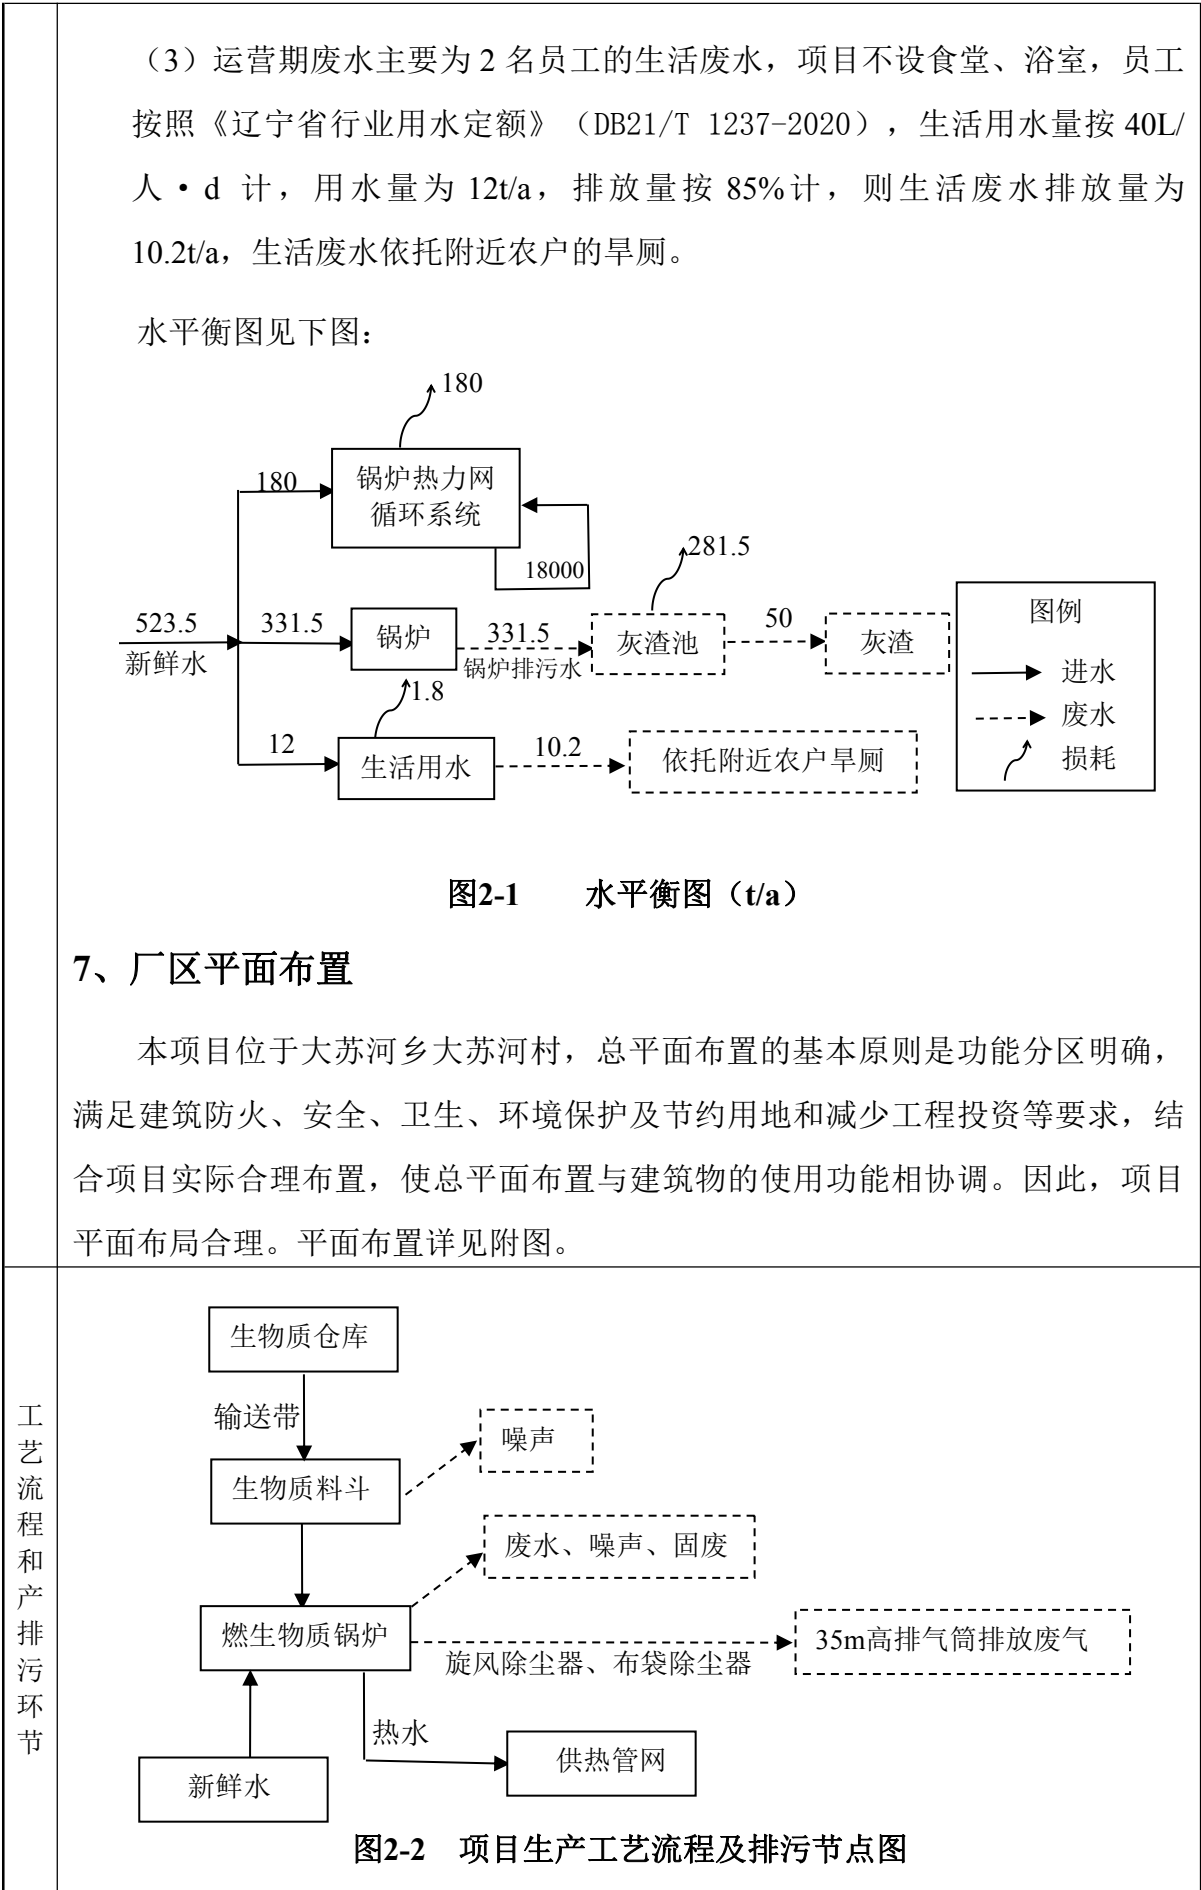 （3）运营期废水主要为 2 名员工的生活废水，项目不设食堂、浴室，员工
按照《辽宁省行业用水定额》（DB21/T 1237-2020），生活用水量按 40L/
人·d 计，用水量为 12t/a，排放量按 85%计，则生活废水排放量为
10.2t/a，生活废水依托附近农户的旱厕。
水平衡图见下图：
180
180
锅炉热力网
循环系统
18000
281.5
523.5
新鲜水
331.5
锅炉
331.5
锅炉排污水
灰渣池
50
灰渣
1.8
12
生活用水
10.2
依托附近农户旱厕
图例
进水
废水
损耗
图2-1 水平衡图（t/a）
7、厂区平面布置
本项目位于大苏河乡大苏河村，总平面布置的基本原则是功能分区明确，
满足建筑防火、安全、卫生、环境保护及节约用地和减少工程投资等要求，结
合项目实际合理布置，使总平面布置与建筑物的使用功能相协调。因此，项目
平面布局合理。平面布置详见附图。
工艺流程和产排污环节
生物质仓库
输送带
生物质料斗
噪声
废水、噪声、固废
燃生物质锅炉
旋风除尘器、布袋除尘器
35m高排气筒排放废气
热水
供热管网
新鲜水
图2-2 项目生产工艺流程及排污节点图